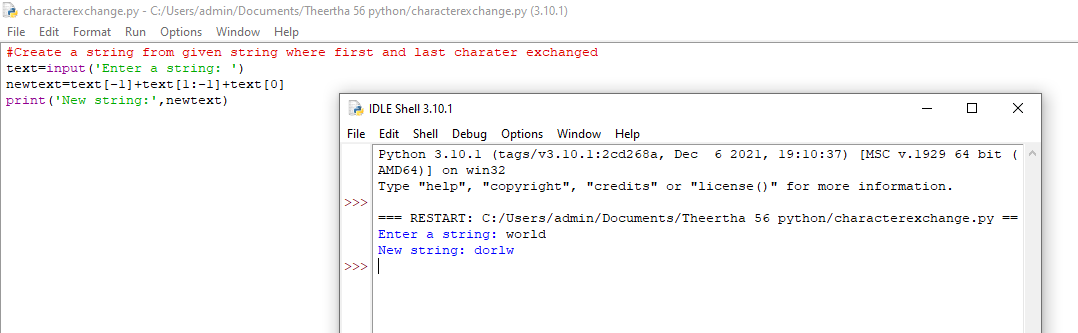 characterexchange.py - C:/Users/admin/Documents/Theertha 56 python/characterexchange.py (3.10.1)
File Edit Format Run Options Window Help
#Create a string from given string where first and last charater exchanged
text=input('Enter a string: ')
newtext=text[-1]+text[1:-1]+text[0]
print('New string:',newtext)
IDLE Shell 3.10.1
File Edit Shell Debug Options Window Help
Python 3.10.1 (tags/v3.10.1:2cd268a, Dec  6 2021, 19:10:37) [MSC v.1929 64 bit (
AMD64)] on win32
Type "help", "copyright", "credits" or "license()" for more information.
>>>
=== RESTART: C:/Users/admin/Documents/Theertha 56 python/characterexchange.py ==
Enter a string: world
New string: dorlw
>>>